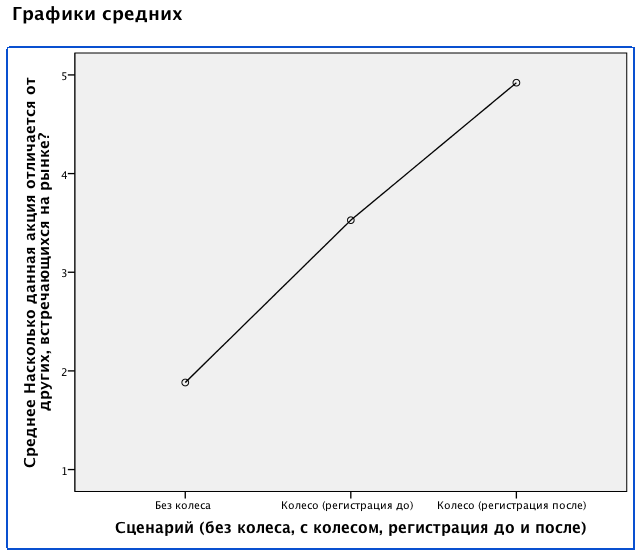 Графики средних
Среднее Насколько данная акция отличается от
других, встречающихся на рынке?
5
4
3
2
1
Без колеса
Колесо (регистрация до)
Колесо (регистрация после)
Сценарий (без колеса, с колесом, регистрация до и после)